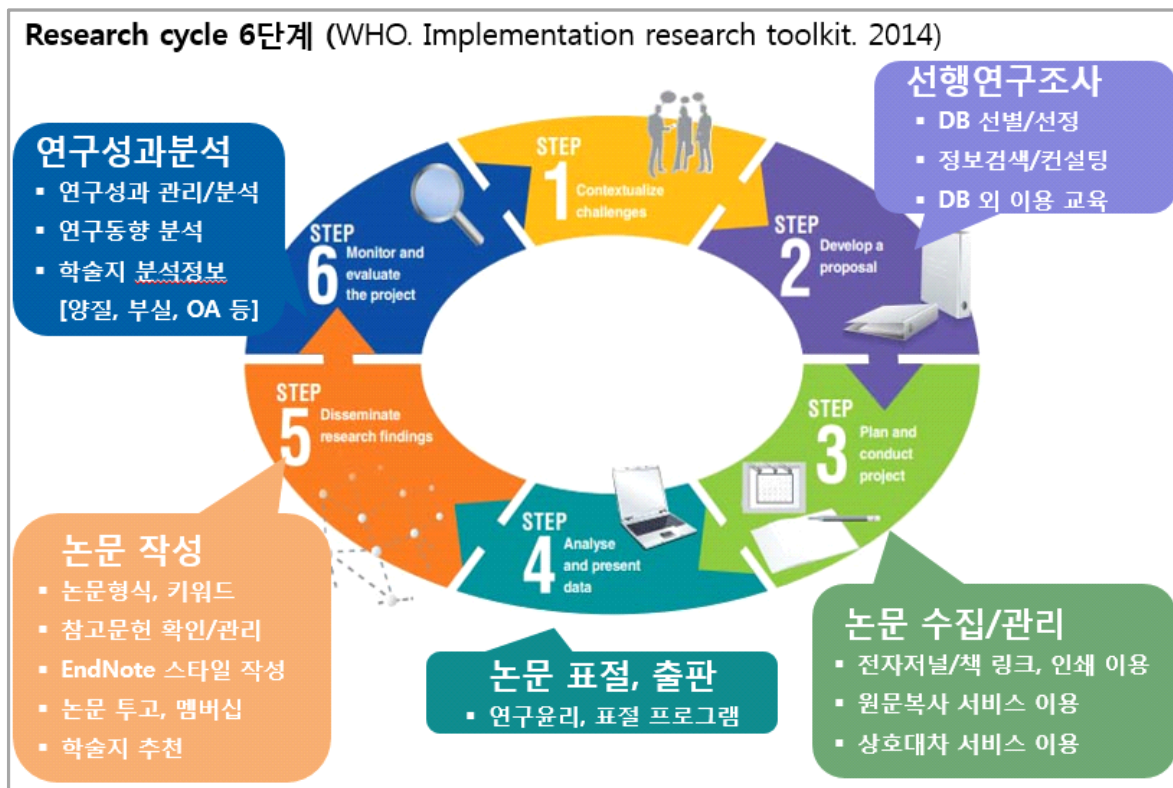 Research cycle 6단계 (WHO. Implementation research toolkit. 2014)
STEP
1
Contextualize
challenges
선행연구조사
▪ DB 선별/선정
▪ 정보검색/컨설팅
▪ DB 외 이용 교육
STEP
2
Develop a
proposal
STEP
3
Plan and
conduct
project
논문 수집/관리
▪ 전자저널/책 링크, 인쇄 이용
▪ 원문복사 서비스 이용
▪ 상호대차 서비스 이용
STEP
4
Analyse
and present
data
논문 표절, 출판
▪ 연구윤리, 표절 프로그램
STEP
5
Disseminate
research findings
논문 작성
▪ 논문형식, 키워드
▪ 참고문헌 확인/관리
▪ EndNote 스타일 작성
▪ 논문 투고, 멤버십
▪ 학술지 추천
STEP
6
Monitor and
evaluate
the project
연구성과분석
▪ 연구성과 관리/분석
▪ 연구동향 분석
▪ 학술지 분석정보
[양질, 부실, OA 등]